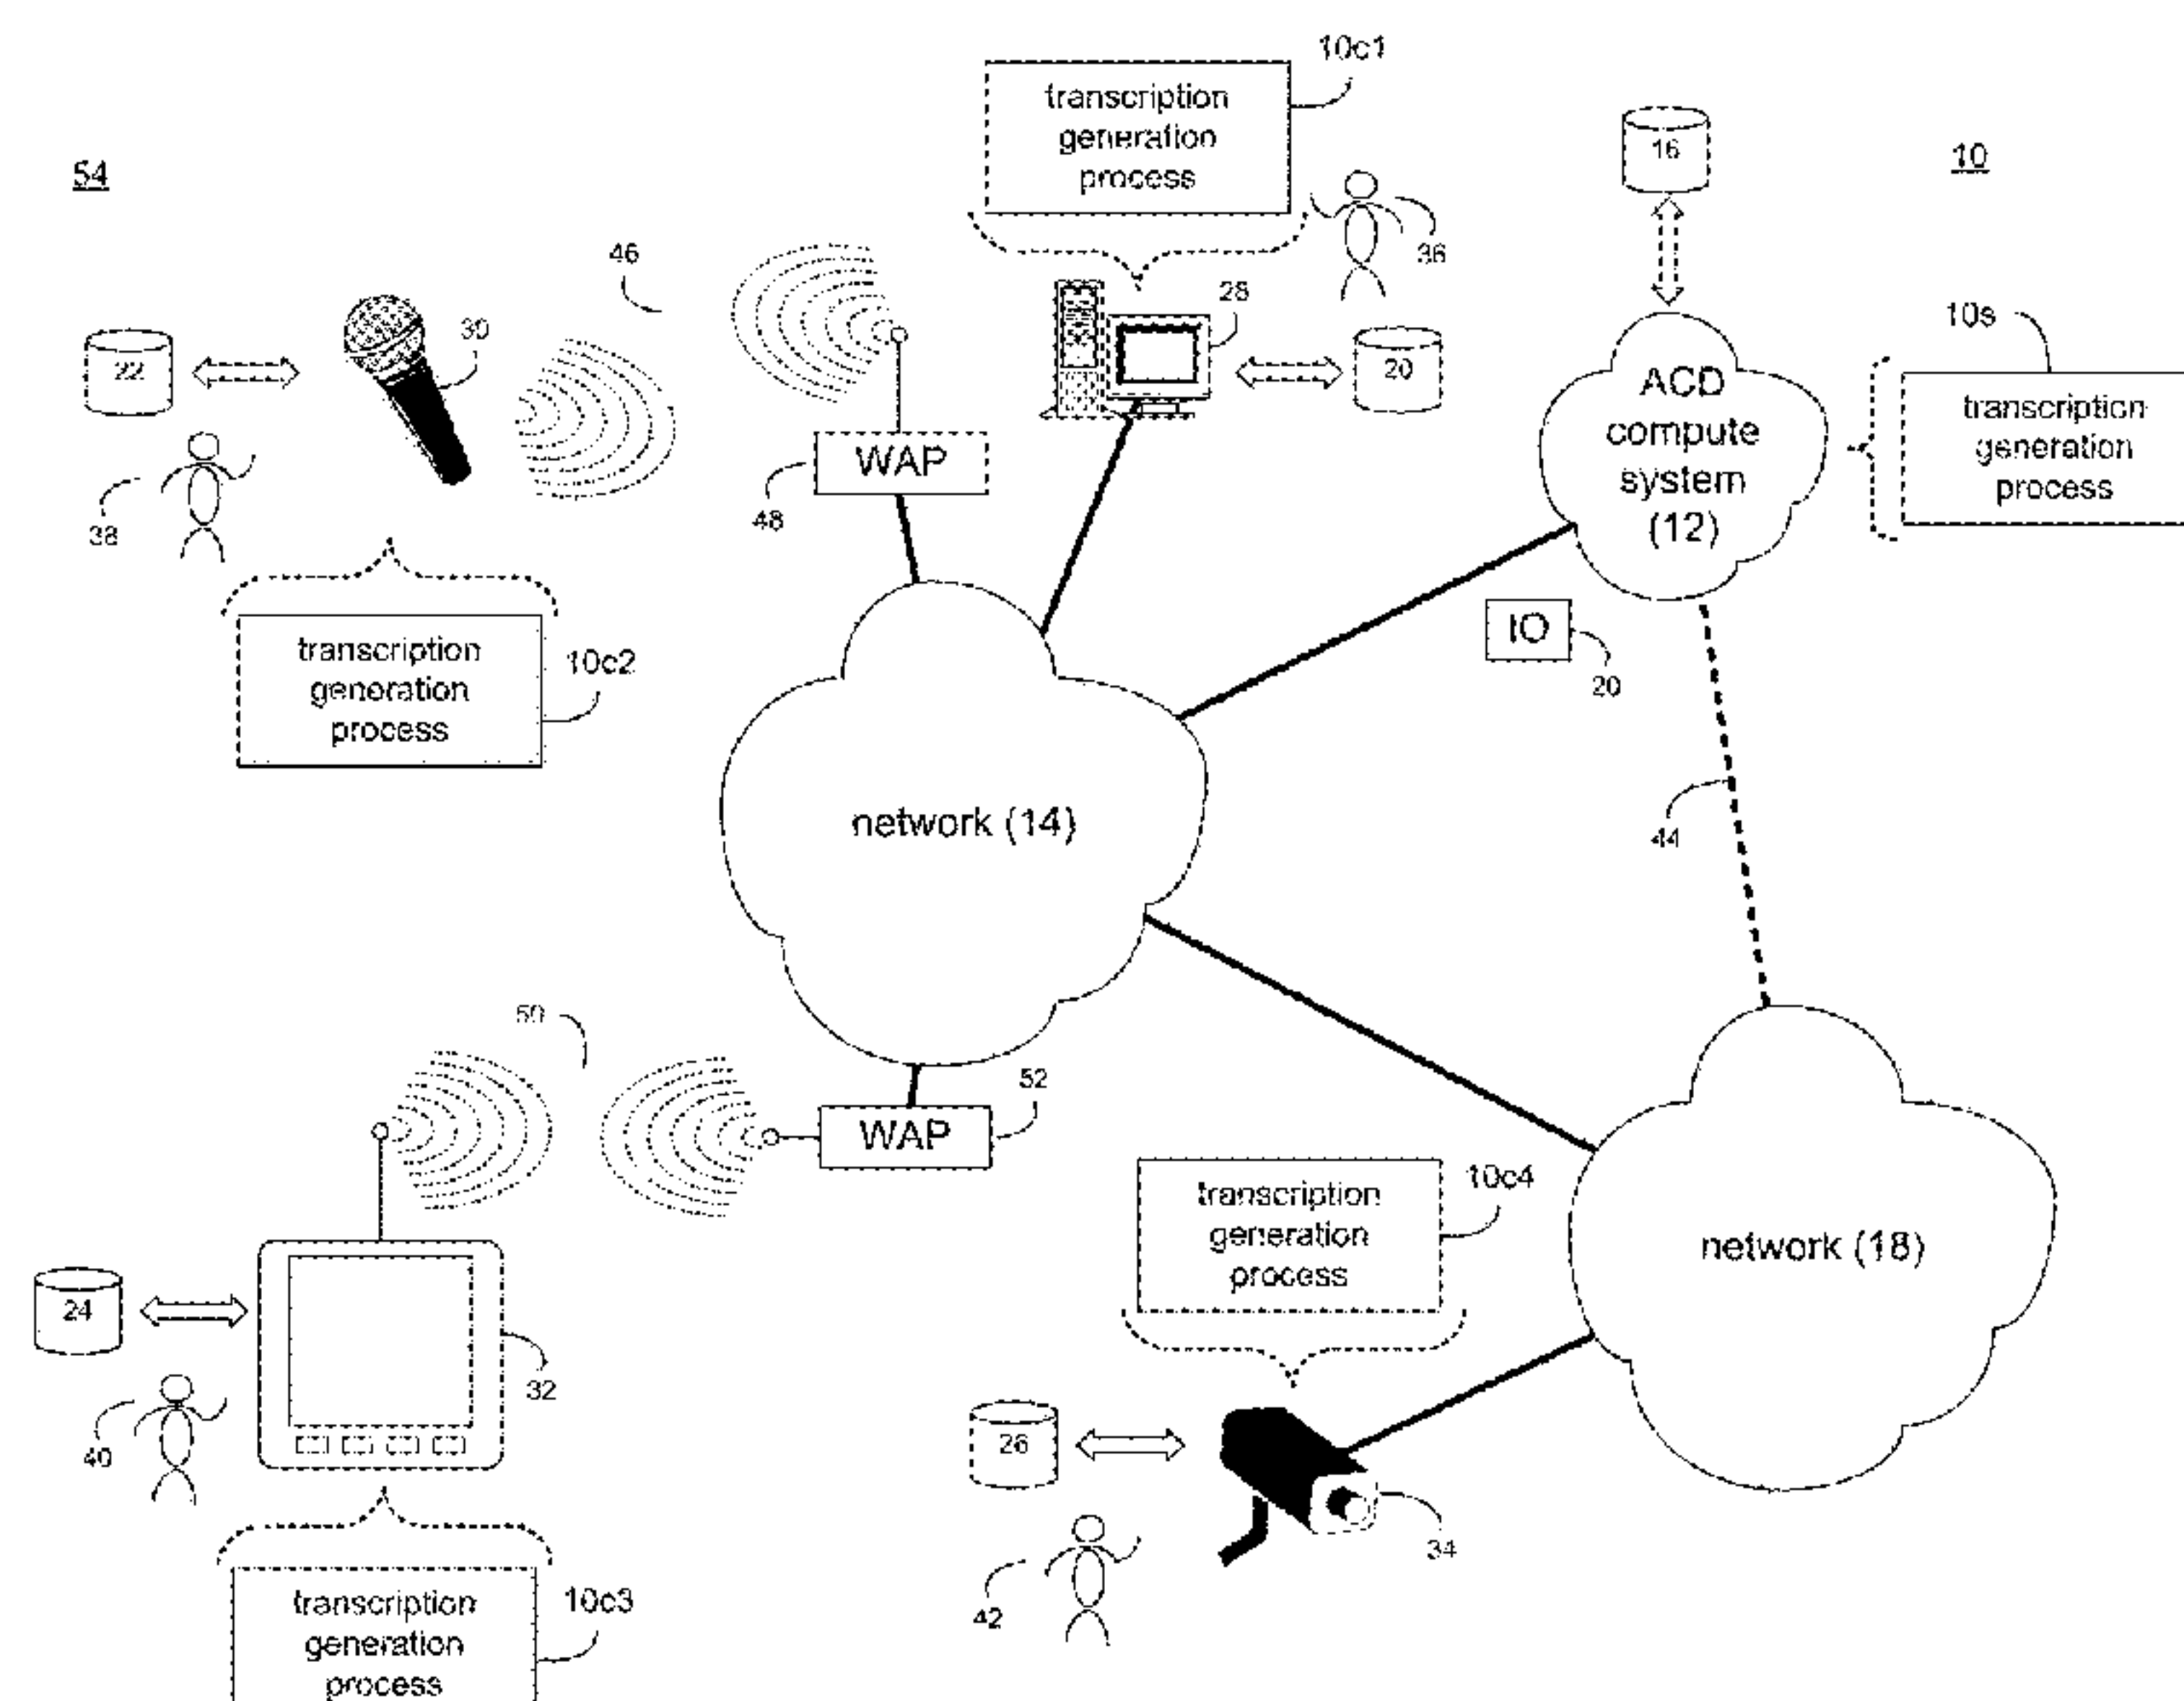 10c1
transcription
generation
process
16
10
54
36
46
28
10s
30
22
20
ACD
compute
system
(12)
transcription
generation
process
WAP
48
38
IO
20
transcription
generation
process
10c2
network (14)
44
50
52
WAP
10c4
transcription
generation
process
network (18)
24
32
40
26
34
42
10c3
transcription
generation
process